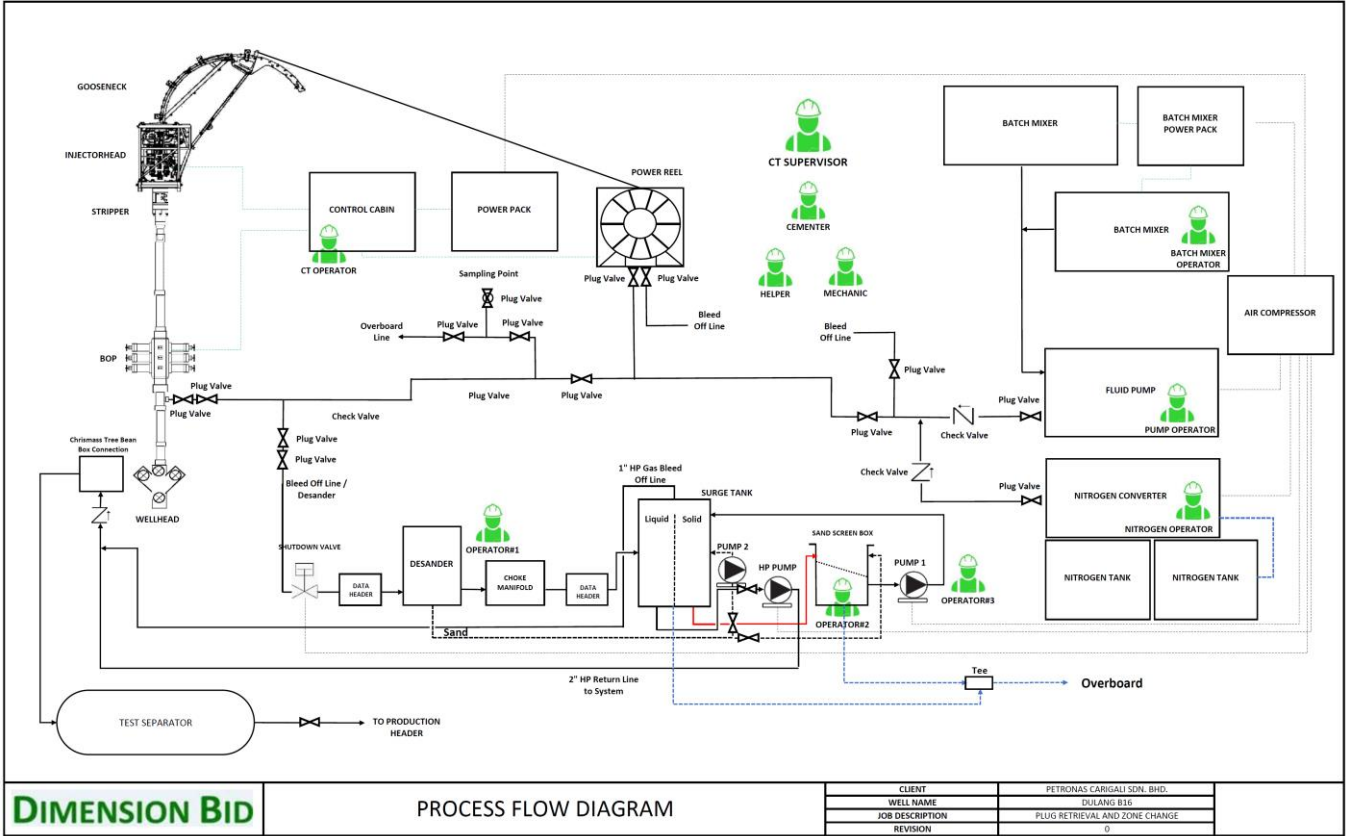 GOOSENECK
INJECTORHEAD
STRIPPER
BOP
Plug Valve
Plug Valve
Chrismass Tree Bean
Box Connection
WELLHEAD
CONTROL CABIN
CT OPERATOR
POWER PACK
POWER REEL
Plug Valve
Plug Valve
Bleed
Off Line
Sampling Point
Plug Valve
Overboard
Line
Plug Valve
Plug Valve
Plug Valve
Plug Valve
Check Valve
Plug Valve
Plug Valve
Bleed Off Line /
Desander
CT SUPERVISOR
CEMENTER
HELPER
MECHANIC
Bleed
Off Line
Plug Valve
Plug Valve
Check Valve
Plug Valve
Check Valve
Plug Valve
BATCH MIXER
BATCH MIXER
POWER PACK
BATCH MIXER
BATCH MIXER
OPERATOR
AIR COMPRESSOR
FLUID PUMP
PUMP OPERATOR
NITROGEN CONVERTER
NITROGEN OPERATOR
NITROGEN TANK
NITROGEN TANK
SHUTDOWN VALVE
DATA
HEADER
DESANDER
OPERATOR#1
CHOKE
MANIFOLD
DATA
HEADER
1" HP Gas Bleed
Off Line
SURGE TANK
Liquid
Solid
PUMP 2
HP PUMP
SAND SCREEN BOX
OPERATOR#2
PUMP 1
OPERATOR#3
Sand
2" HP Return Line
to System
Tee
Overboard
TEST SEPARATOR
TO PRODUCTION
HEADER
DIMENSION BID
PROCESS FLOW DIAGRAM
CLIENT
PETRONAS CARIGALI SDN. BHD.
WELL NAME
DULANG B16
JOB DESCRIPTION
PLUG RETRIEVAL AND ZONE CHANGE
REVISION
0